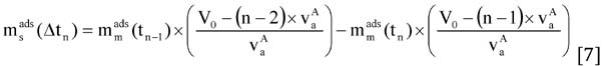 m_s^ads(Δt_n) = m_m^ads(t_{n-1}) × ((V_0 − (n − 2) × v_a^A) / v_a^A) − m_m^ads(t_n) × ((V_0 − (n − 1) × v_a^A) / v_a^A) [7]